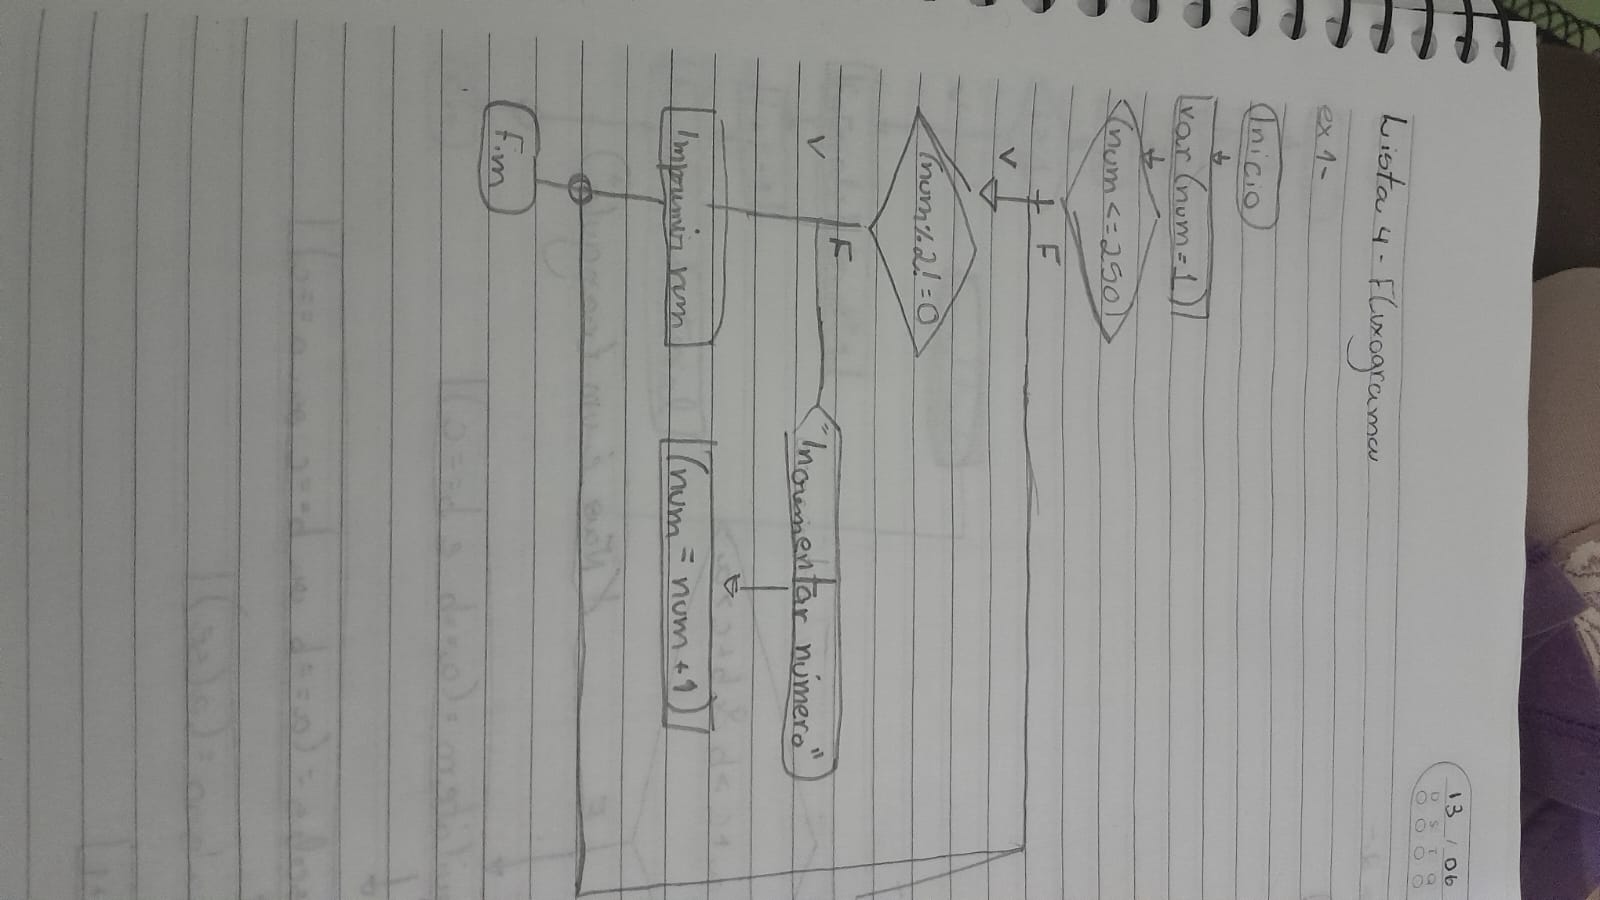 13 / 06
D S T Q
Lista 4 - Fluxograma
ex 1-
Início
var (num = 1)
(num <= 250)
F
V
(num % 2! = 0
F
V
"Incrementar número"
Imprimir num
(num = num + 1)
Fim